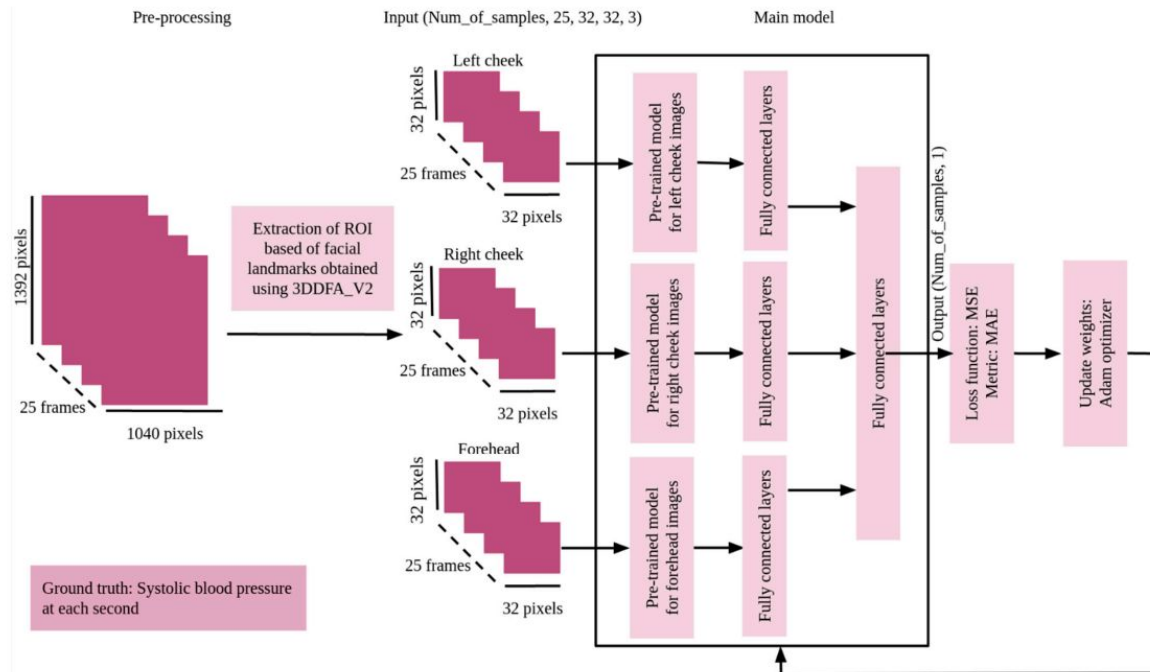 Pre-processing
Input (Num_of_samples, 25, 32, 32, 3)
Main model
1392 pixels
25 frames
1040 pixels
Extraction of ROI
based of facial
landmarks obtained
using 3DDFA_V2
Left cheek
32 pixels
25 frames
32 pixels
Right cheek
32 pixels
25 frames
32 pixels
Forehead
32 pixels
25 frames
32 pixels
Pre-trained model
for left cheek images
Fully connected layers
Pre-trained model
for right cheek images
Fully connected layers
Pre-trained model
for forehead images
Fully connected layers
Fully connected layers
Output (Num_of_samples, 1)
Loss function: MSE
Metric: MAE
Update weights:
Adam optimizer
Ground truth: Systolic blood pressure
at each second